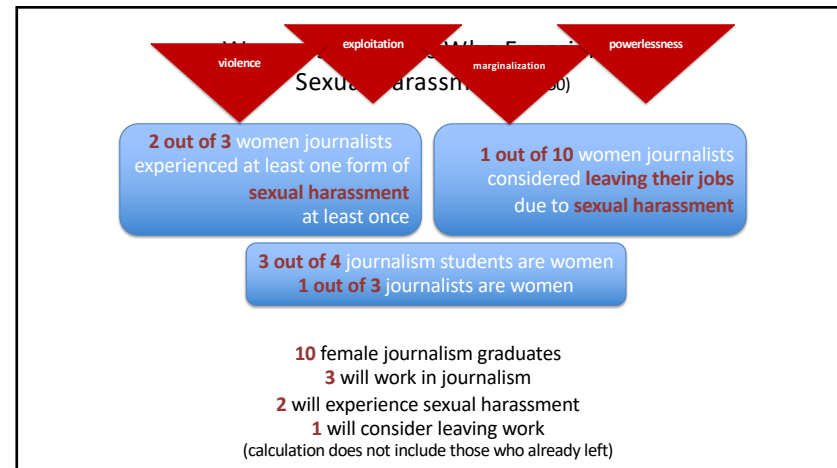 violence
exploitation
marginalization
powerlessness
Sexual
2 out of 3 women journalists
experienced at least one form of
sexual harassment
at least once
1 out of 10 women journalists
considered leaving their jobs
due to sexual harassment
3 out of 4 journalism students are women
1 out of 3 journalists are women
10 female journalism graduates
3 will work in journalism
2 will experience sexual harassment
1 will consider leaving work
(calculation does not include those who already left)